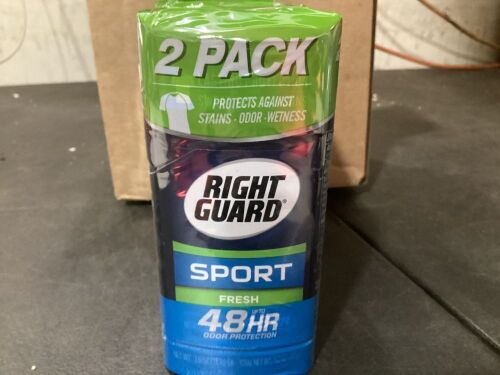 2 PACK
PROTECTS AGAINST
STAINS - ODOR - WETNESS
RIGHT
GUARD®
SPORT
FRESH
UP TO
48HR
ODOR PROTECTION